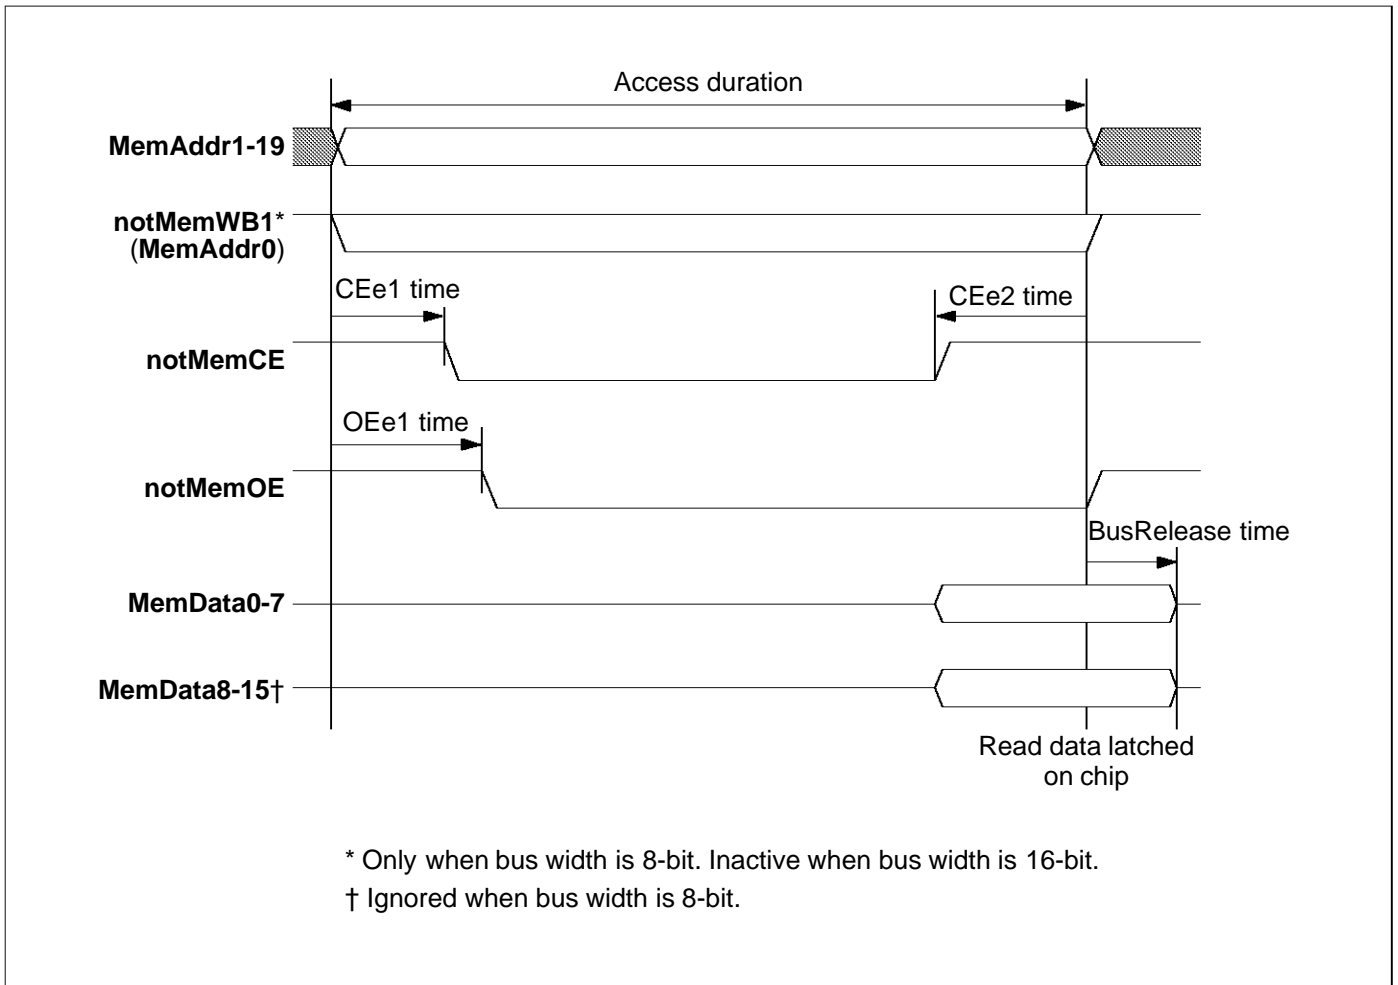 Access duration
MemAddr1-19
notMemWB1*
(MemAddr0)
CEe1 time
CEe2 time
notMemCE
OEe1 time
notMemOE
BusRelease time
MemData0-7
MemData8-15†
Read data latched
on chip
* Only when bus width is 8-bit. Inactive when bus width is 16-bit.
† Ignored when bus width is 8-bit.